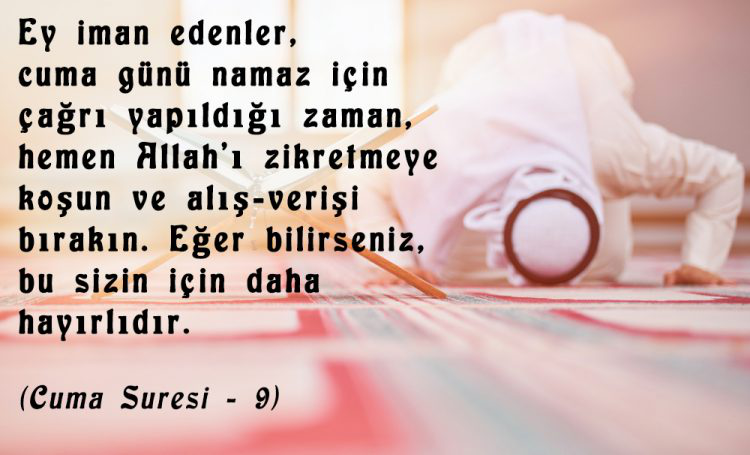 Ey iman edenler,
cuma günü namaz için
çağrı yapıldığı zaman,
hemen Allah'ı zikretmeye
koşun ve alış-verişi
bırakın. Eğer bilirseniz,
bu sizin için daha
hayırlıdır.
(Cuma Suresi - 9)